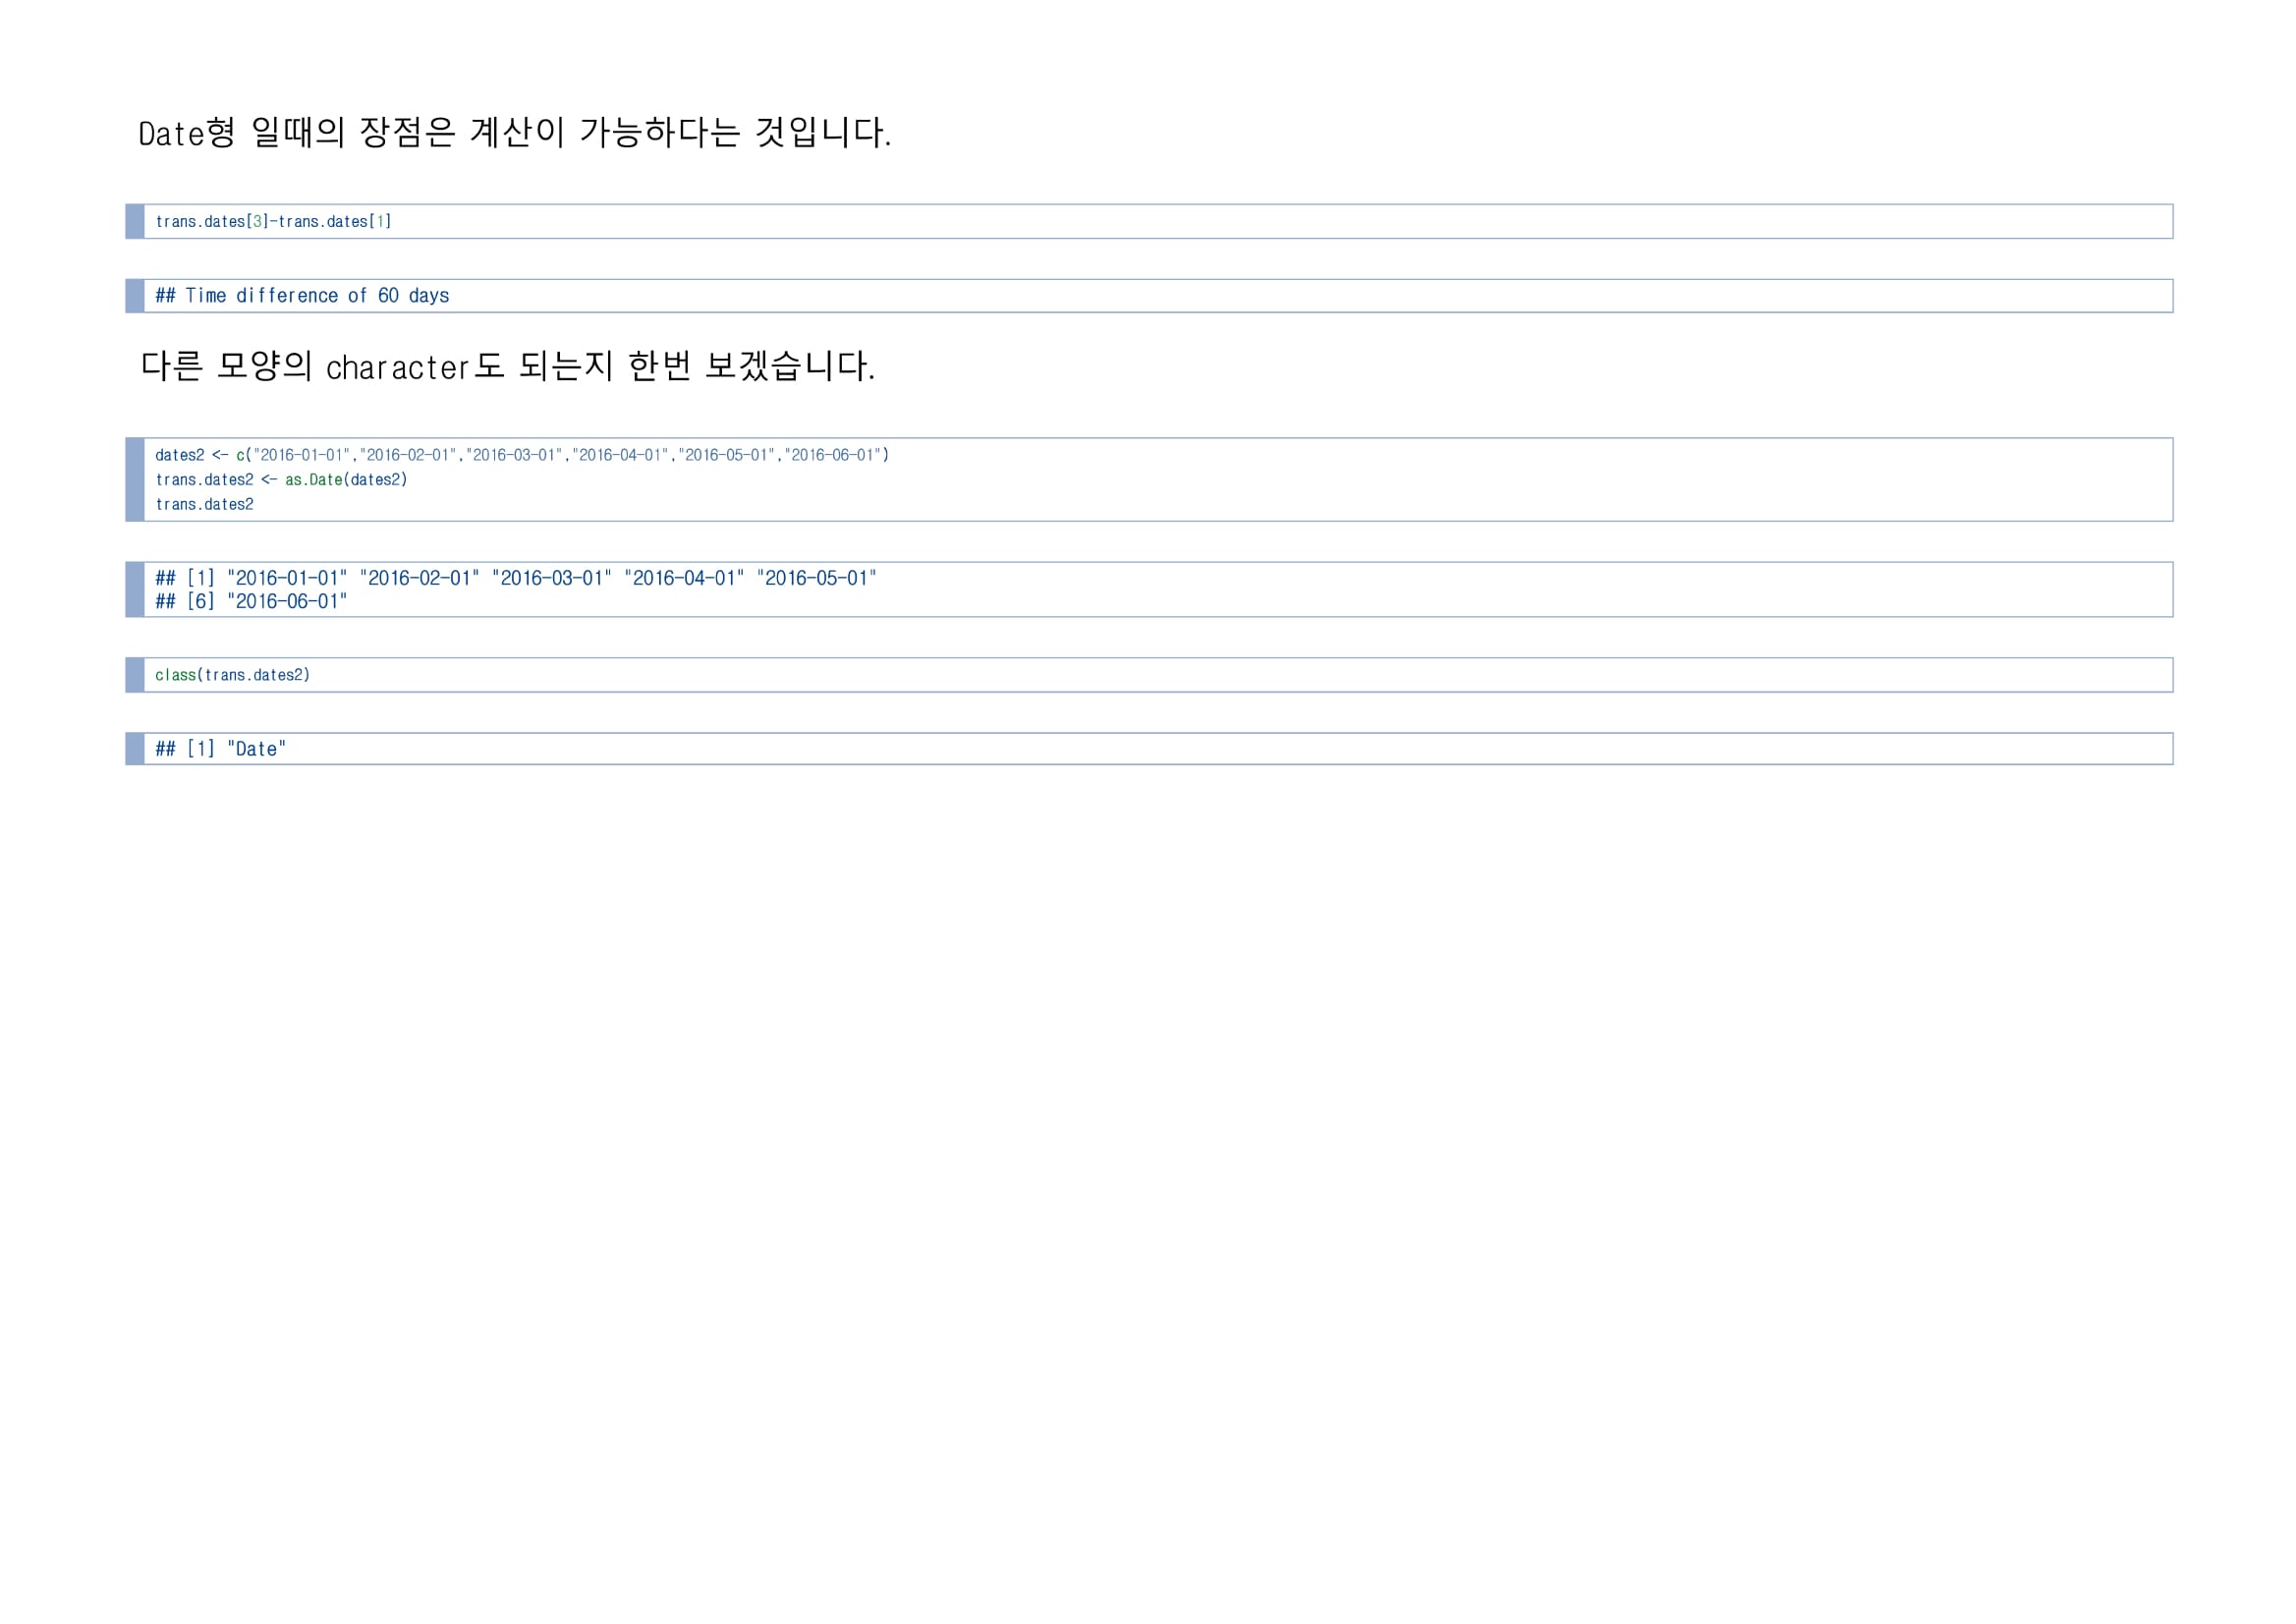 Date형 일때의 장점은 계산이 가능하다는 것입니다.
trans.dates[3]-trans.dates[1]
## Time difference of 60 days
다른 모양의 character도 되는지 한번 보겠습니다.
dates2 <- c("2016-01-01","2016-02-01","2016-03-01","2016-04-01","2016-05-01","2016-06-01")
trans.dates2 <- as.Date(dates2)
trans.dates2
## [1] "2016-01-01" "2016-02-01" "2016-03-01" "2016-04-01" "2016-05-01"
## [6] "2016-06-01"
class(trans.dates2)
## [1] "Date"